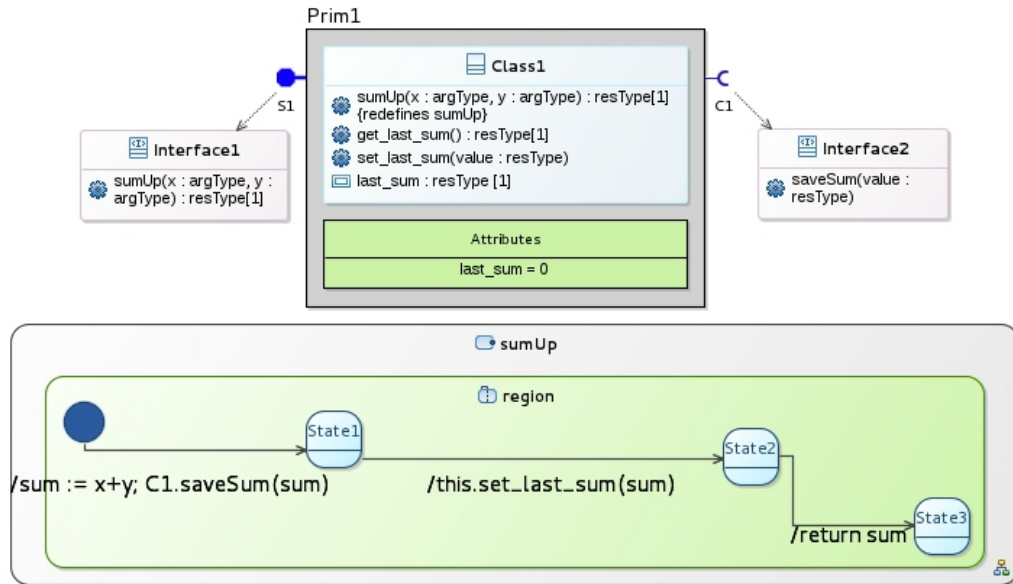 Prim1
Class1
sumUp(x : argType, y : argType) : resType[1]
{redefines sumUp}
get_last_sum() : resType[1]
set_last_sum(value : resType)
last_sum : resType [1]
Attributes
last_sum = 0
S1
<I>
Interface1
sumUp(x : argType, y :
argType) : resType[1]
C1
<I>
Interface2
saveSum(value :
resType)
sumUp
region
State1
/sum := x+y; C1.saveSum(sum)
/this.set_last_sum(sum)
State2
/return sum
State3